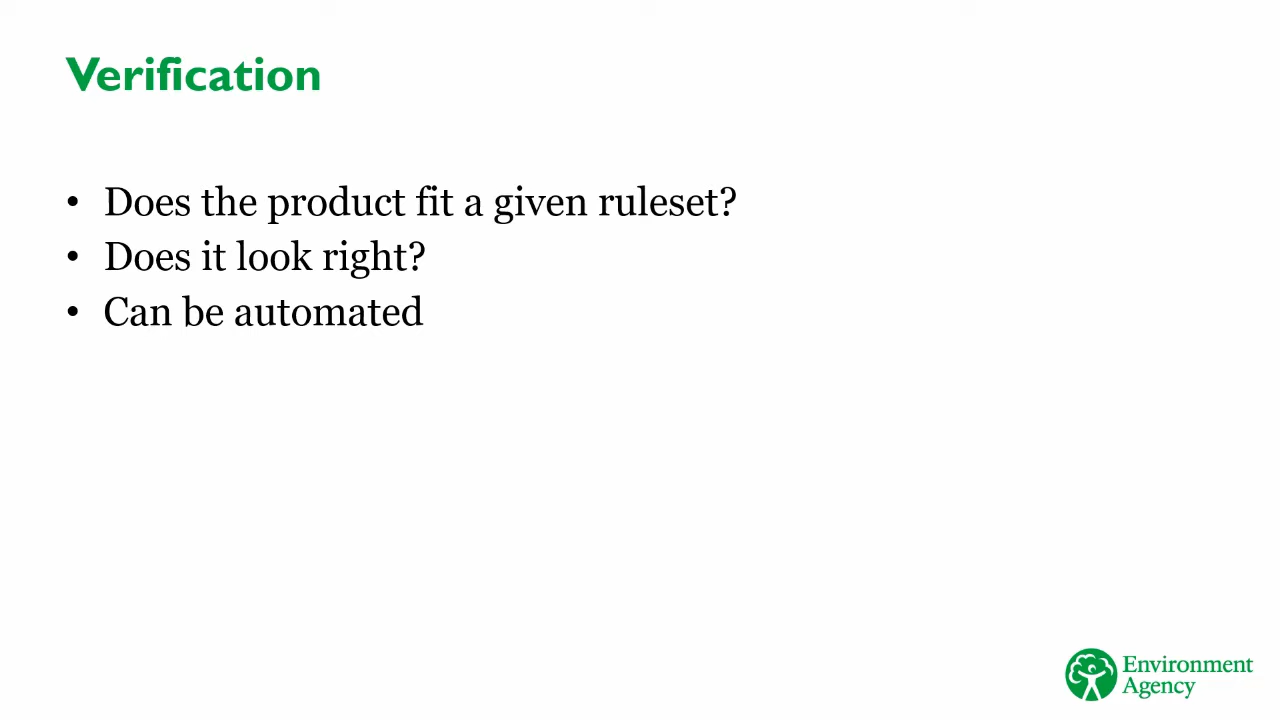 Verification
• Does the product fit a given ruleset?
• Does it look right?
• Can be automated
Environment
Agency